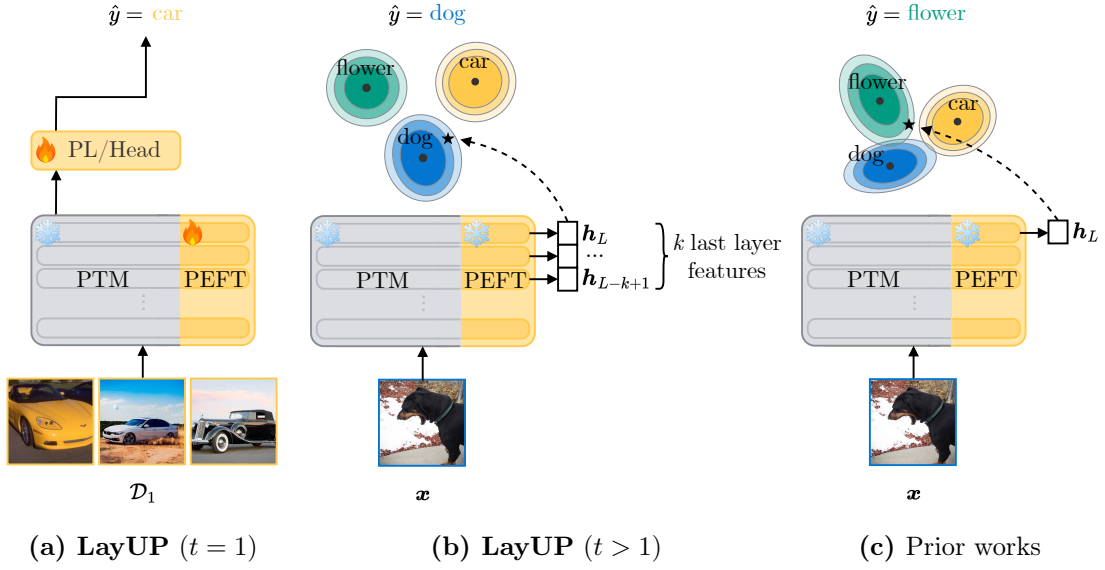 ŷ = car
PL/Head
PTM
PEFT
⋮
𝒟₁
(a) LayUP (t = 1)
ŷ = dog
flower
car
dog
h_L
...
h_{L−k+1}
k last layer
features
PTM
PEFT
⋮
x
(b) LayUP (t > 1)
ŷ = flower
flower
car
dog
h_L
PTM
PEFT
⋮
x
(c) Prior works